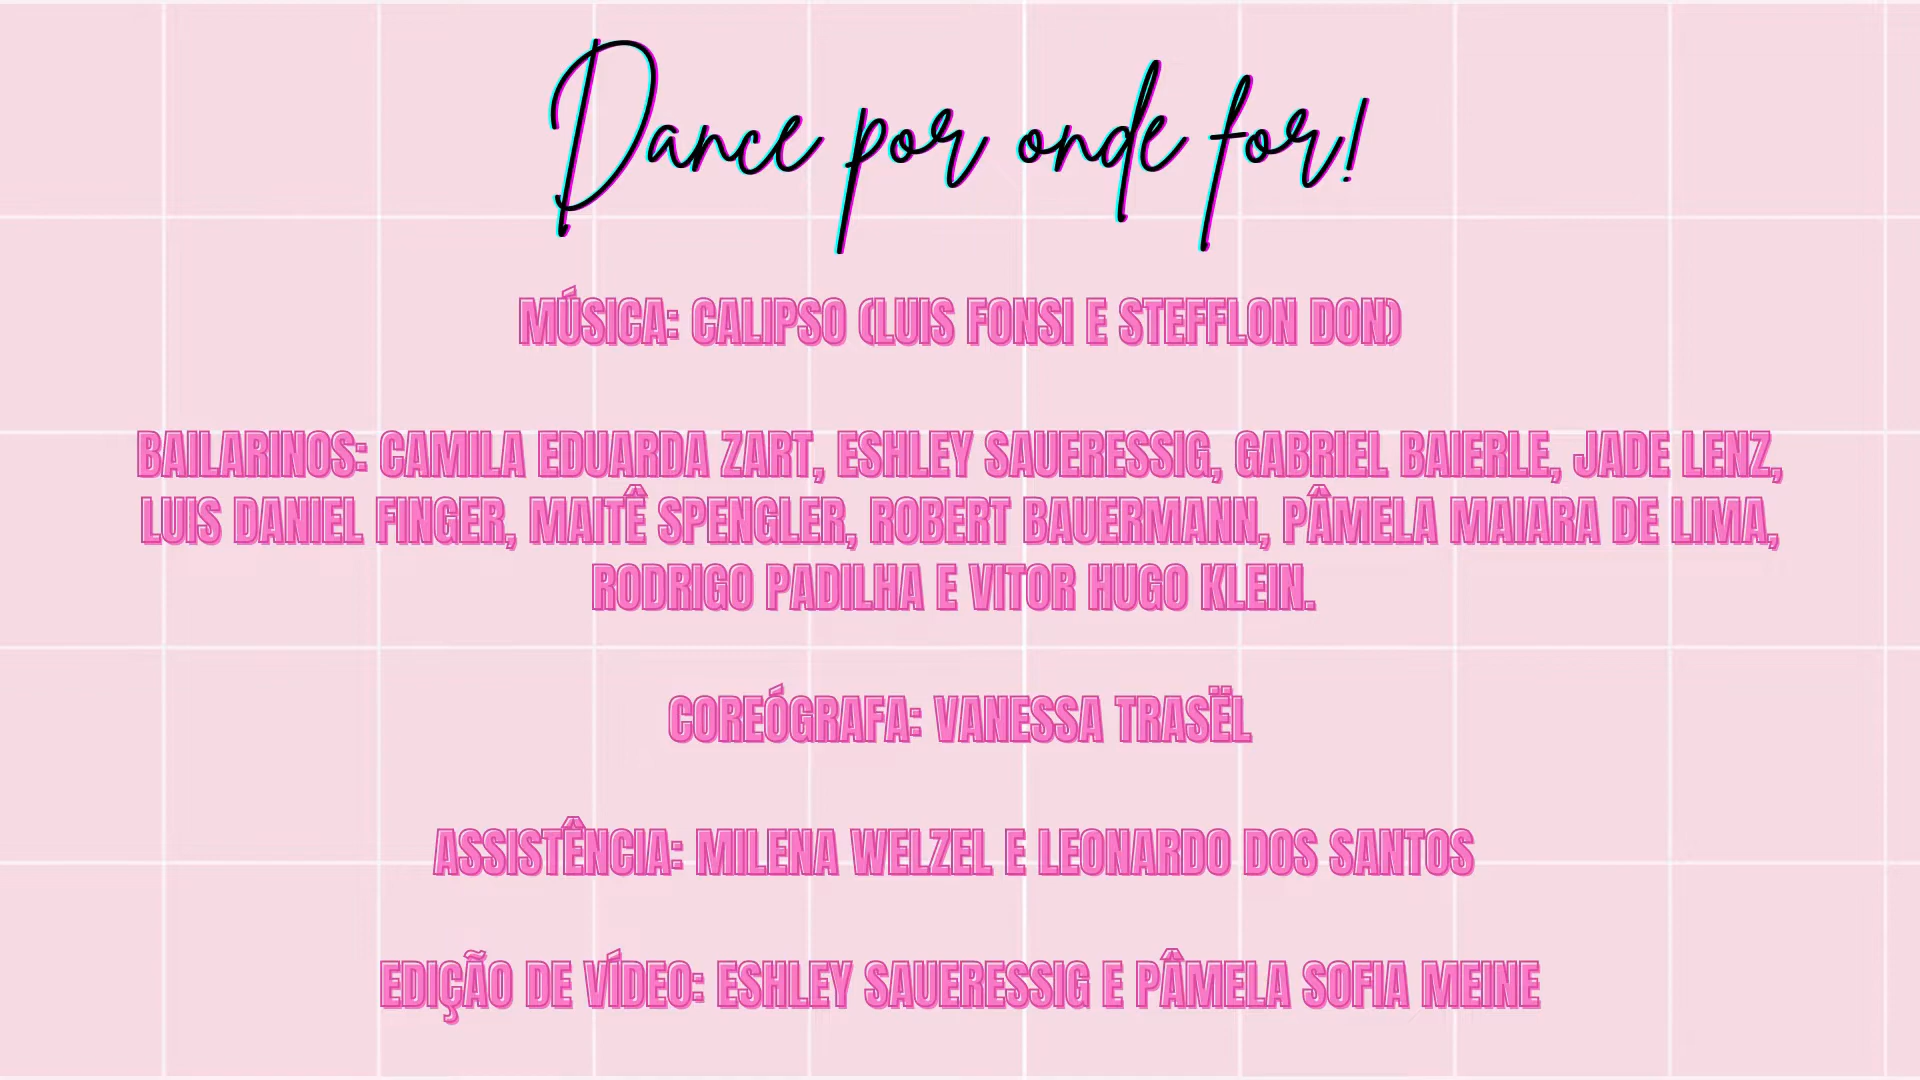 Dance por onde for!
MÚSICA: CALIPSO (LUIS FONSI E STEFFLON DON)
BAILARINOS: CAMILA EDUARDA ZART, ESHLEY SAUERESSIG, GABRIEL BAIERLE, JADE LENZ,
LUIS DANIEL FINGER, MAITÊ SPENGLER, ROBERT BAUERMANN, PÂMELA MAIARA DE LIMA,
RODRIGO PADILHA E VITOR HUGO KLEIN.
COREÓGRAFA: VANESSA TRASËL
ASSISTÊNCIA: MILENA WELZEL E LEONARDO DOS SANTOS
EDIÇÃO DE VÍDEO: ESHLEY SAUERESSIG E PÂMELA SOFIA MEINE